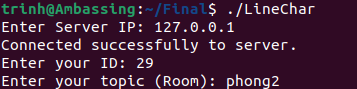 trinh@Ambassing:~/Final$ ./LineChar
Enter Server IP: 127.0.0.1
Connected successfully to server.
Enter your ID: 29
Enter your topic (Room): phong2